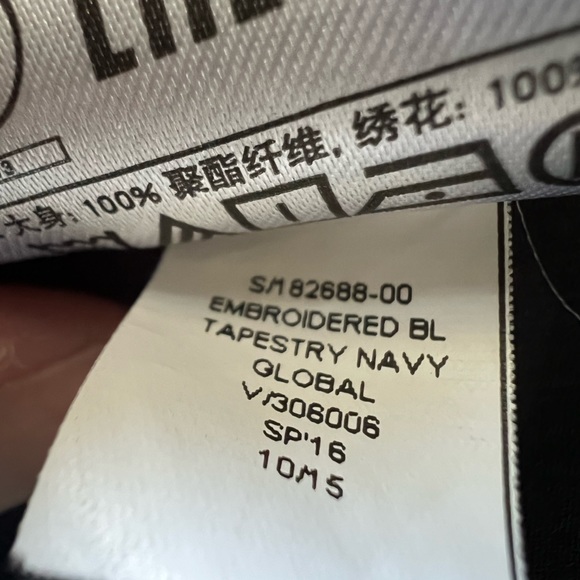 大身: 100% 聚酯纤维, 绣花: 100%
S/182688-00
EMBROIDERED BL
TAPESTRY NAVY
GLOBAL
V/306006
SP'16
10/15